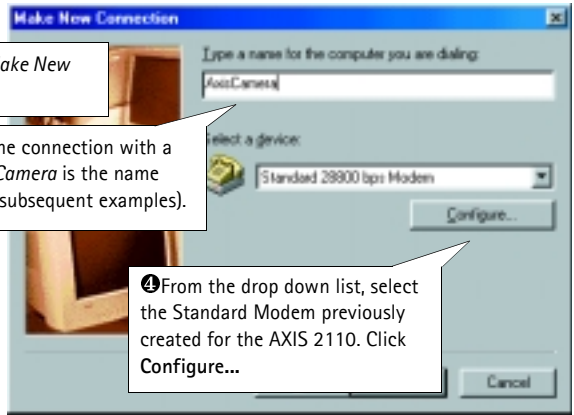 Make New Connection
ake New
Type a name for the computer you are dialing:
AxisCamera
he connection with a
Camera is the name
subsequent examples).
elect a device:
Standard 28800 bps Modem
Configure...
❹From the drop down list, select
the Standard Modem previously
created for the AXIS 2110. Click
Configure...
Cancel